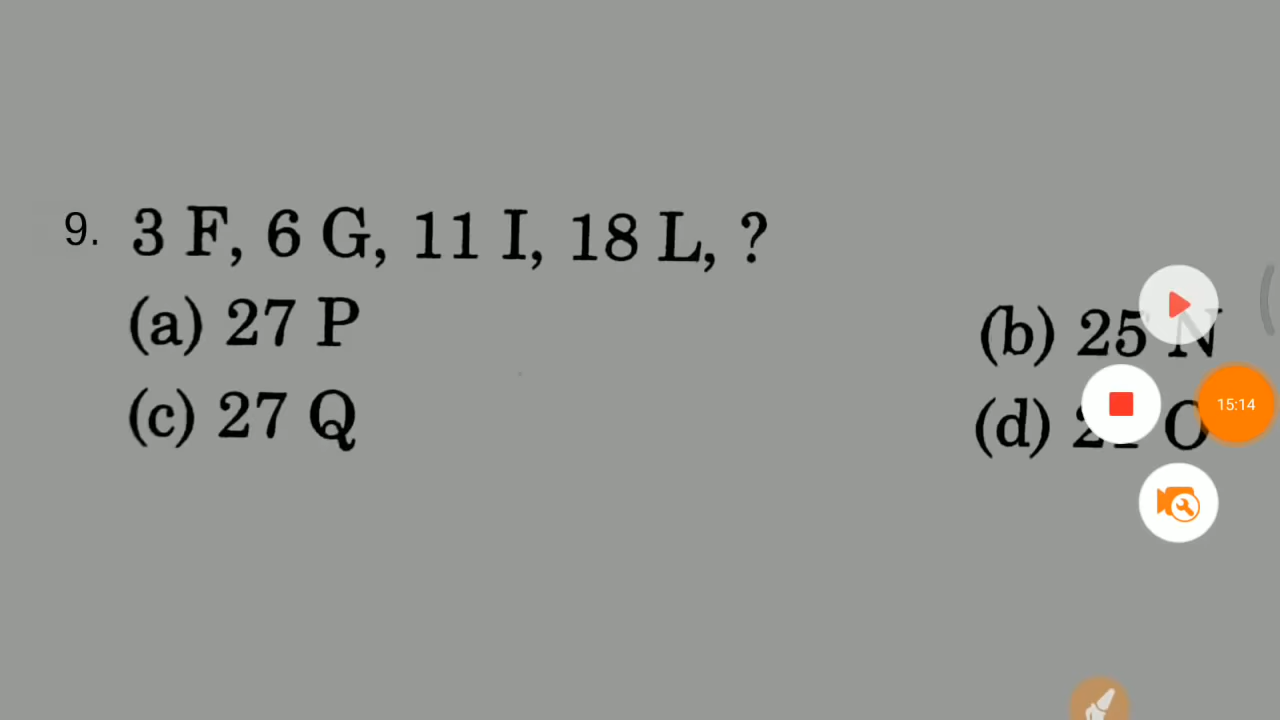 9. 3 F, 6 G, 11 I, 18 L, ?
(a) 27 P
(b) 25 N
(c) 27 Q
(d) O
15:14